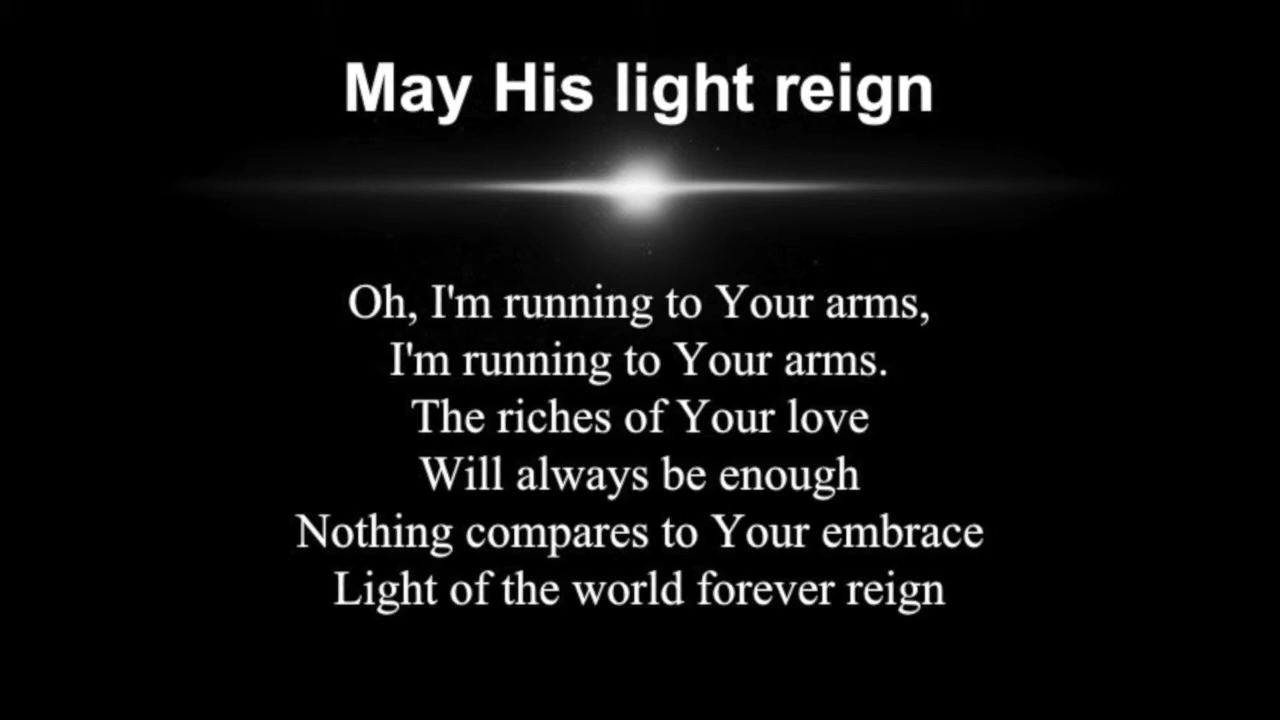 May His light reign
Oh, I'm running to Your arms,
I'm running to Your arms.
The riches of Your love
Will always be enough
Nothing compares to Your embrace
Light of the world forever reign